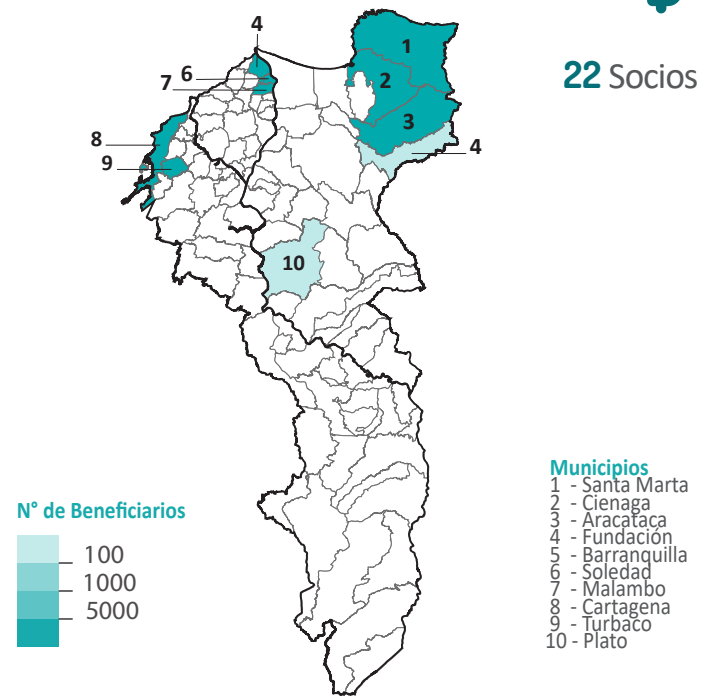 4
1
22 Socios
6
2
7
3
8
4
9
10
N° de Beneficiarios
100
1000
5000
Municipios
1 - Santa Marta
2 - Cienaga
3 - Aracataca
4 - Fundación
5 - Barranquilla
6 - Soledad
7 - Malambo
8 - Cartagena
9 - Turbaco
10 - Plato